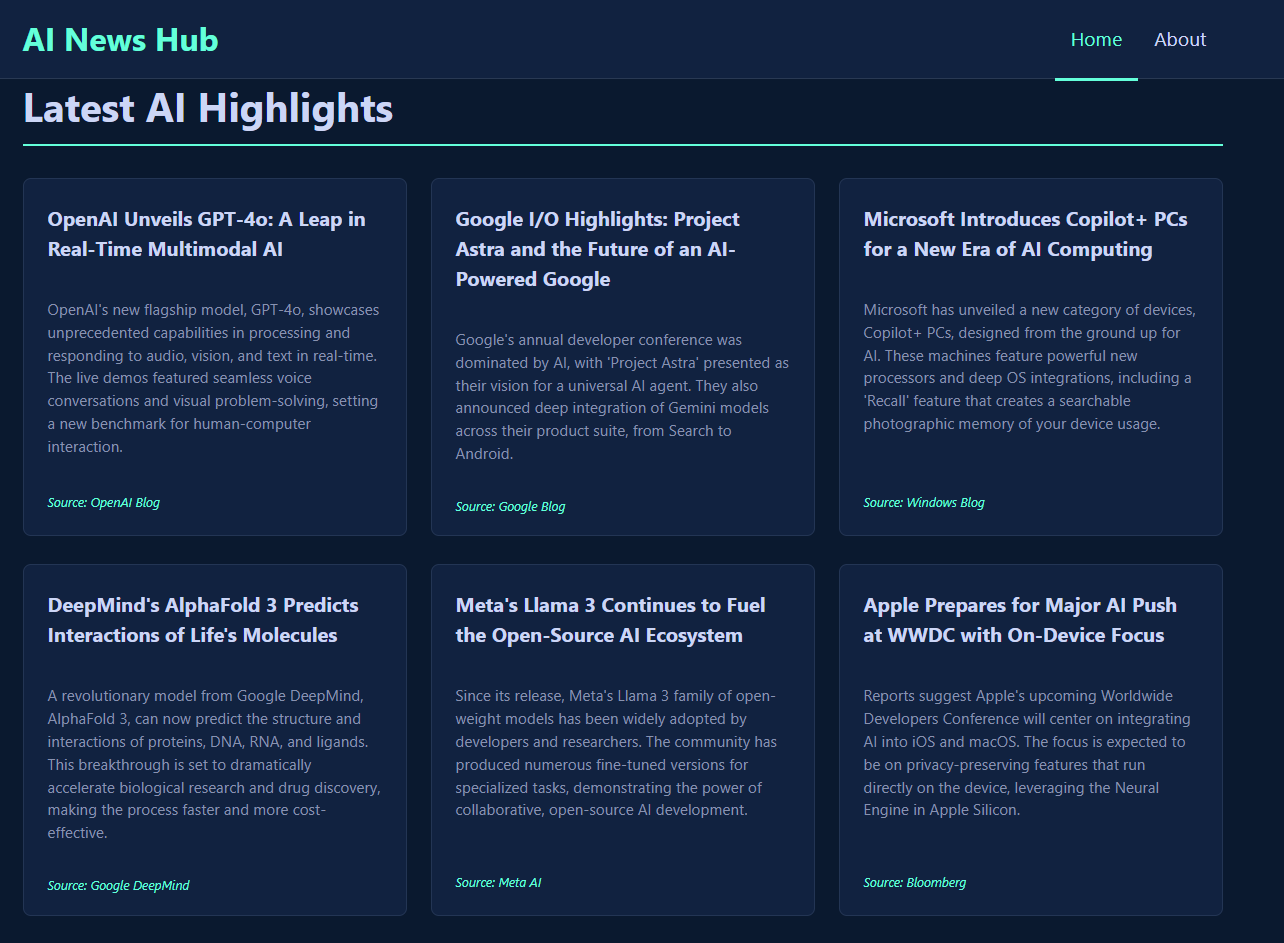 AI News Hub
Home
About
Latest AI Highlights
OpenAI Unveils GPT-4o: A Leap in
Real-Time Multimodal AI
OpenAI's new flagship model, GPT-4o, showcases
unprecedented capabilities in processing and
responding to audio, vision, and text in real-time.
The live demos featured seamless voice
conversations and visual problem-solving, setting
a new benchmark for human-computer
interaction.
Source: OpenAI Blog
Google I/O Highlights: Project
Astra and the Future of an AI-
Powered Google
Google's annual developer conference was
dominated by AI, with 'Project Astra' presented as
their vision for a universal AI agent. They also
announced deep integration of Gemini models
across their product suite, from Search to
Android.
Source: Google Blog
Microsoft Introduces Copilot+ PCs
for a New Era of AI Computing
Microsoft has unveiled a new category of devices,
Copilot+ PCs, designed from the ground up for
AI. These machines feature powerful new
processors and deep OS integrations, including a
'Recall' feature that creates a searchable
photographic memory of your device usage.
Source: Windows Blog
DeepMind's AlphaFold 3 Predicts
Interactions of Life's Molecules
A revolutionary model from Google DeepMind,
AlphaFold 3, can now predict the structure and
interactions of proteins, DNA, RNA, and ligands.
This breakthrough is set to dramatically
accelerate biological research and drug discovery,
making the process faster and more cost-
effective.
Source: Google DeepMind
Meta's Llama 3 Continues to Fuel
the Open-Source AI Ecosystem
Since its release, Meta's Llama 3 family of open-
weight models has been widely adopted by
developers and researchers. The community has
produced numerous fine-tuned versions for
specialized tasks, demonstrating the power of
collaborative, open-source AI development.
Source: Meta AI
Apple Prepares for Major AI Push
at WWDC with On-Device Focus
Reports suggest Apple's upcoming Worldwide
Developers Conference will center on integrating
AI into iOS and macOS. The focus is expected to
be on privacy-preserving features that run
directly on the device, leveraging the Neural
Engine in Apple Silicon.
Source: Bloomberg